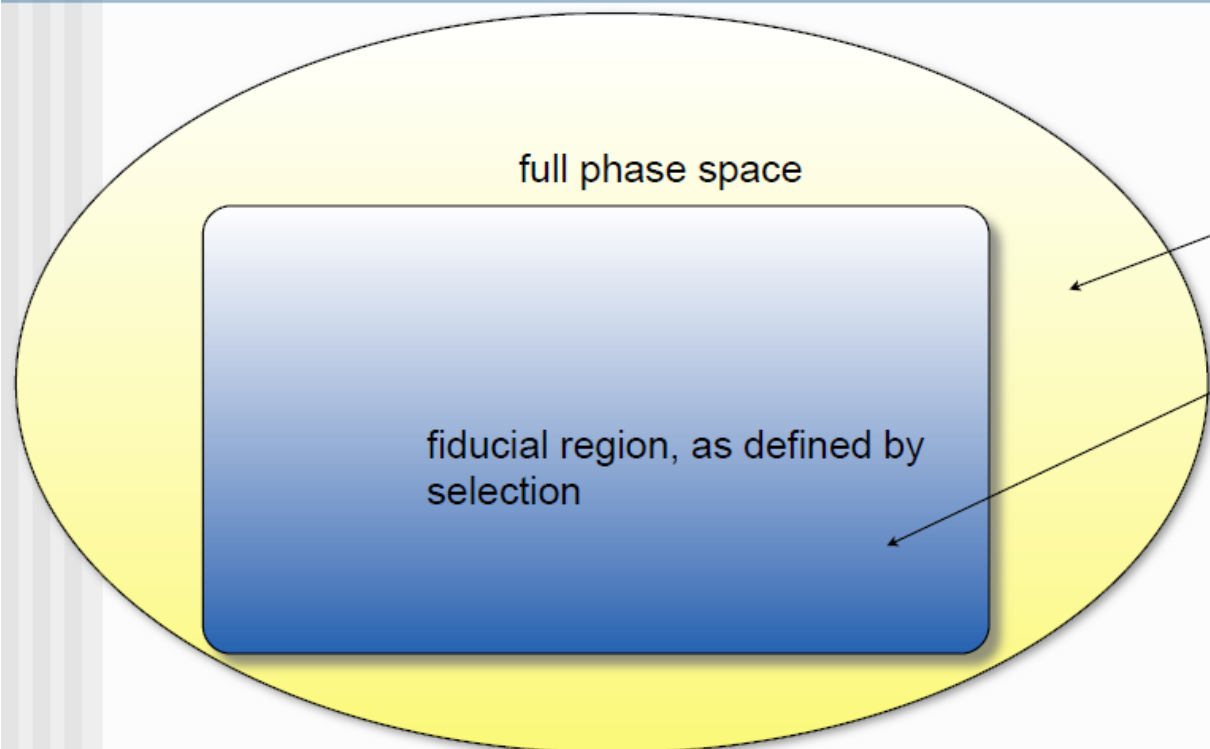 full phase space
fiducial region, as defined by
selection